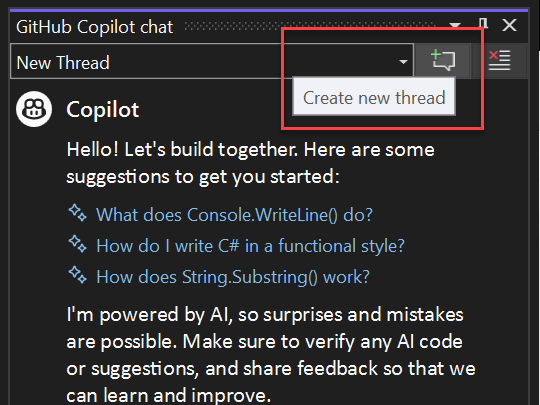 GitHub Copilot chat
New Thread
Create new thread
Copilot
Hello! Let's build together. Here are some
suggestions to get you started:
What does Console.WriteLine() do?
How do I write C# in a functional style?
How does String.Substring() work?
I'm powered by AI, so surprises and mistakes
are possible. Make sure to verify any AI code
or suggestions, and share feedback so that we
can learn and improve.